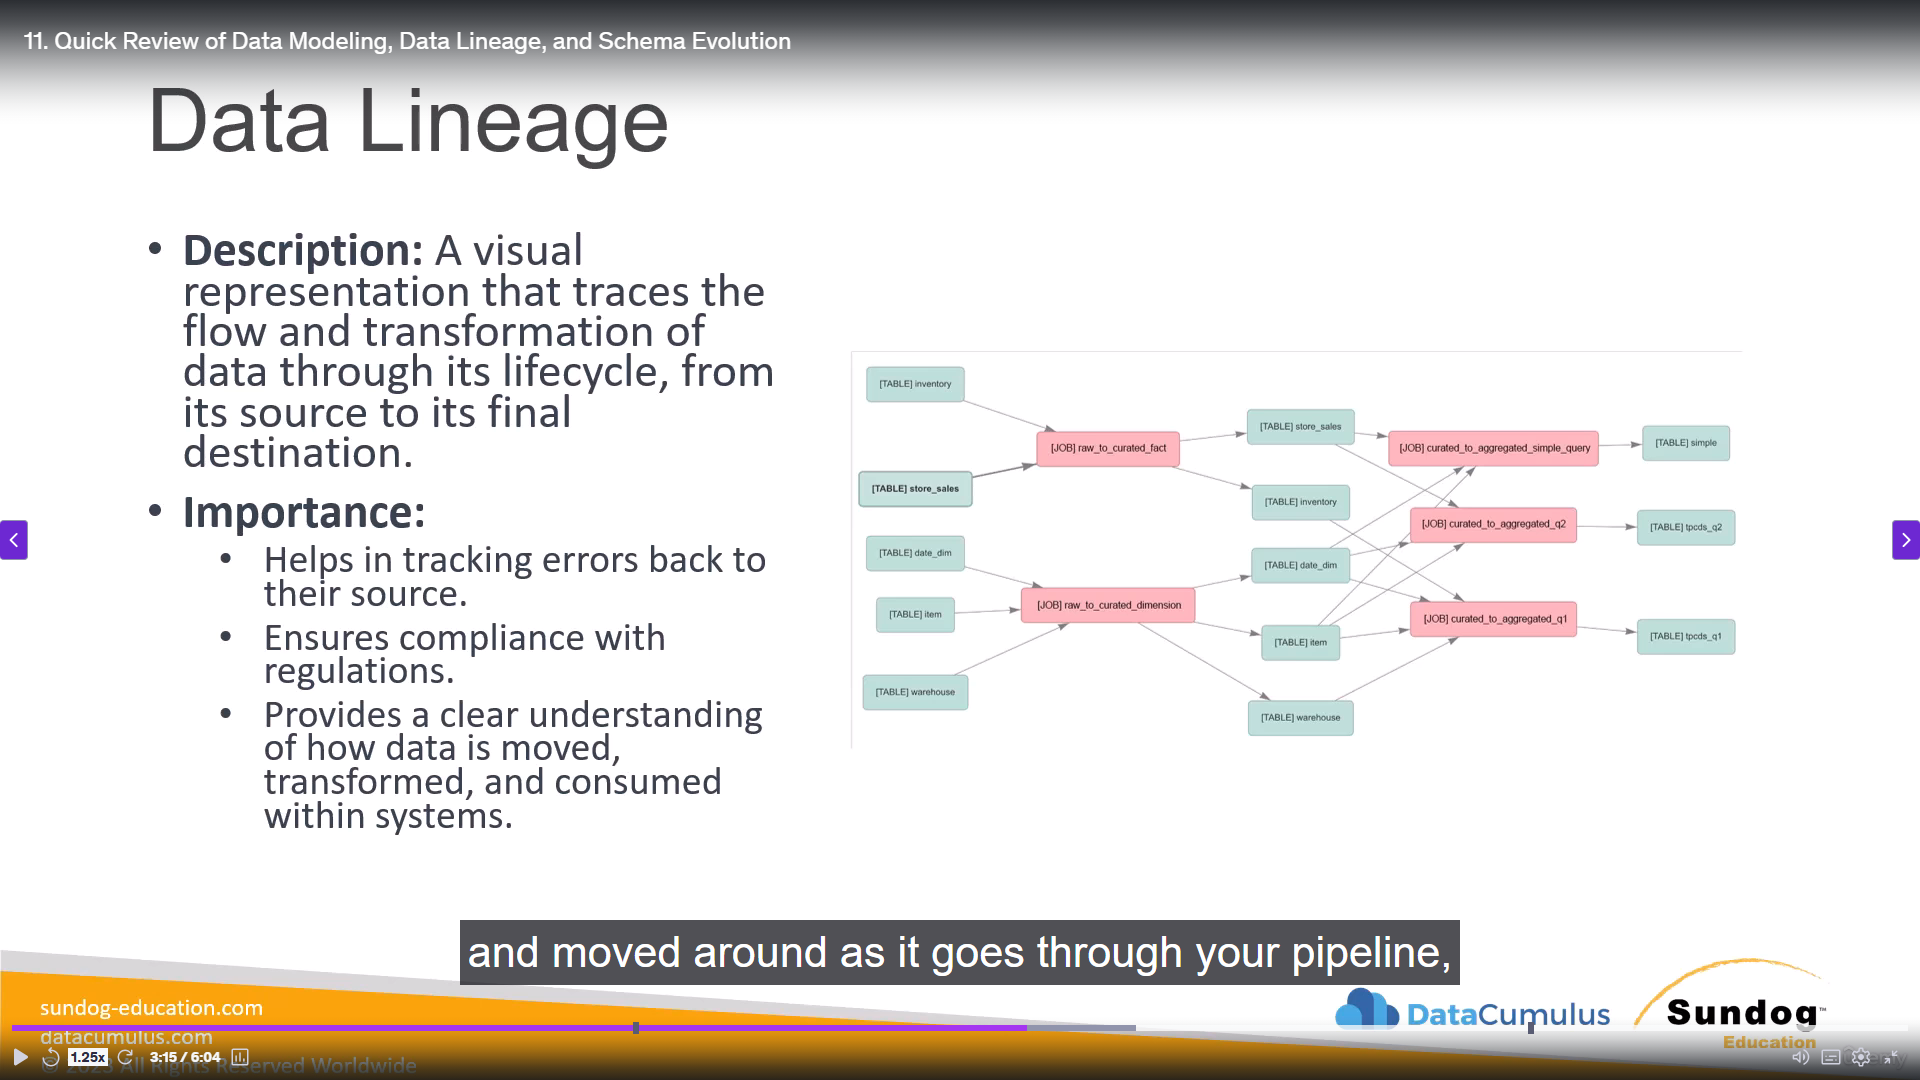 11. Quick Review of Data Modeling, Data Lineage, and Schema Evolution
Data Lineage
• Description: A visual
representation that traces the
flow and transformation of
data through its lifecycle, from
its source to its final
destination.
• Importance:
• Helps in tracking errors back to
their source.
• Ensures compliance with
regulations.
• Provides a clear understanding
of how data is moved,
transformed, and consumed
within systems.
[TABLE] inventory
[TABLE] store_sales
[TABLE] date_dim
[TABLE] item
[TABLE] warehouse
[JOB] raw_to_curated_fact
[JOB] raw_to_curated_dimension
[TABLE] store_sales
[TABLE] inventory
[TABLE] date_dim
[TABLE] item
[TABLE] warehouse
[JOB] curated_to_aggregated_simple_query
[JOB] curated_to_aggregated_q2
[JOB] curated_to_aggregated_q1
[TABLE] simple
[TABLE] tpcds_q2
[TABLE] tpcds_q1
and moved around as it goes through your pipeline,
sundog-education.com
datacumulus.com
© 2023 All Rights Reserved Worldwide
DataCumulus
Sundog™
Education
1.25x
3:15 / 6:04